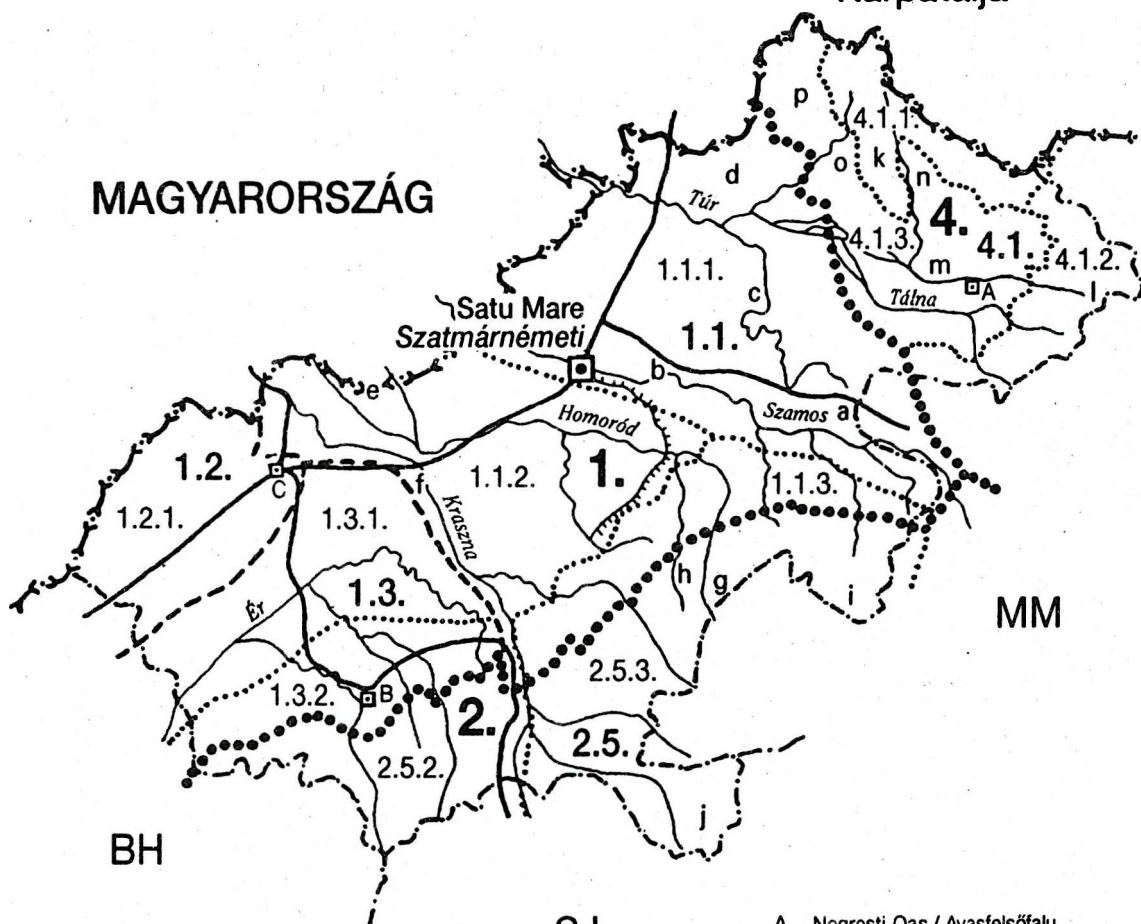 Kárpátalja
MAGYARORSZÁG
p
4.1.1.
d
o
k
n
Túr
4.
4.1.
4.1.3.
4.1.2.
1.1.1.
m
A
l
c
Tálna
Satu Mare
Szatmárnémeti
1.1.
b
e
Homoród
Szamos
a
1.2.
C
f
1.1.2.
1.
1.1.3.
1.2.1.
1.3.1.
Kraszna
h
g
i
MM
Ér
1.3.
1.3.2.
B
2.5.3.
2.
2.5.
2.5.2.
j
BH
A Negresti Oas / Avasfelsőfalu